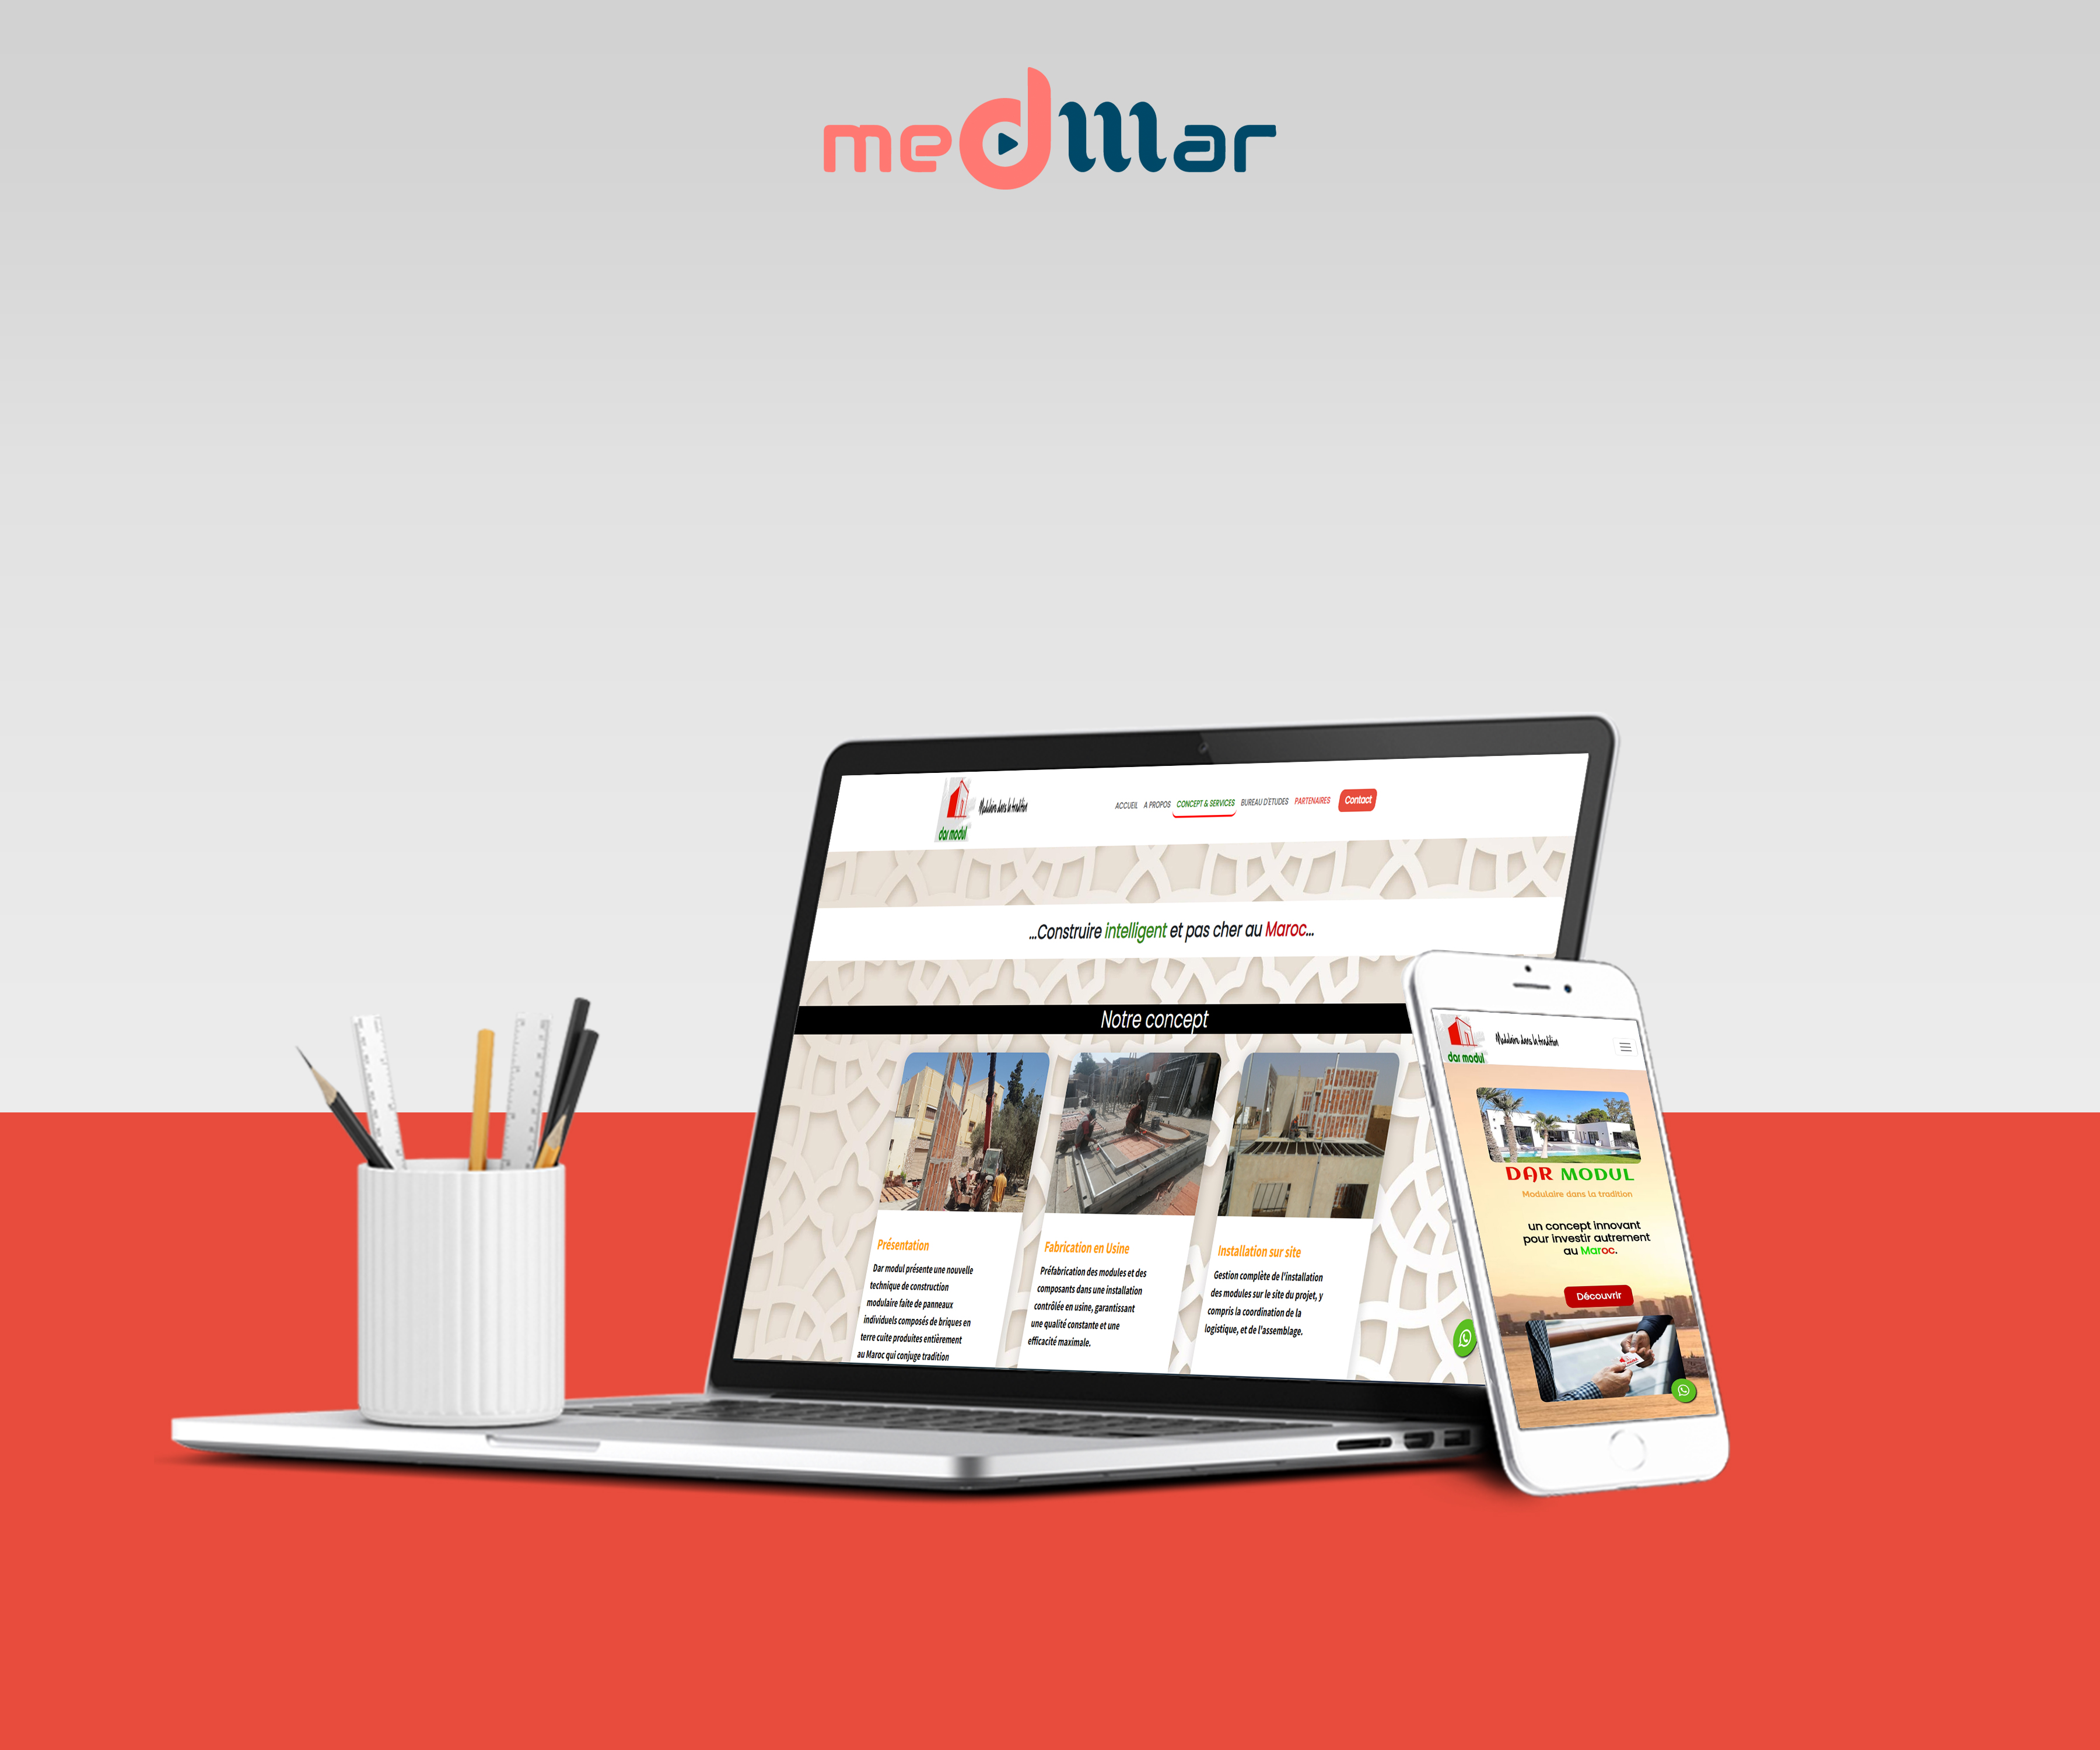 medmar
dar modul
Modulaire dans la tradition
ACCUEIL A PROPOS CONCEPT & SERVICES BUREAU D'ETUDES PARTENAIRES Contact
...Construire intelligent et pas cher au Maroc...
Notre concept
Présentation
Dar modul présente une nouvelle
technique de construction
modulaire faite de panneaux
individuels composés de briques en
terre cuite produites entièrement
au Maroc qui conjuge tradition
Fabrication en Usine
Préfabrication des modules et des
composants dans une installation
contrôlée en usine, garantissant
une qualité constante et une
efficacité maximale.
Installation sur site
Gestion complète de l'installation
des modules sur le site du projet, y
compris la coordination de la
logistique, et de l'assemblage.
dar modul
Modulaire dans la tradition
DAR MODUL
Modulaire dans la tradition
un concept innovant
pour investir autrement
au Maroc.
Découvrir